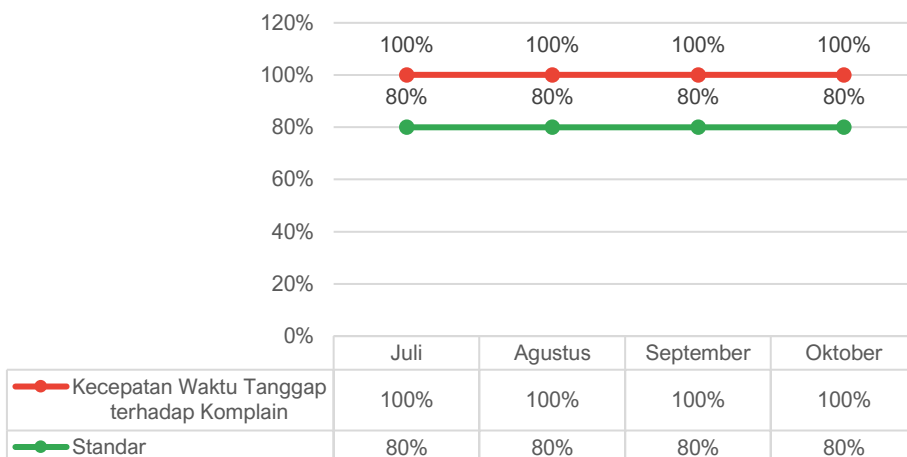 120%
100% 100% 100% 100%
100%
80% 80% 80% 80%
80%
60%
40%
20%
0%
Juli Agustus September Oktober
Kecepatan Waktu Tanggap
terhadap Komplain
100% 100% 100% 100%
Standar 80% 80% 80% 80%